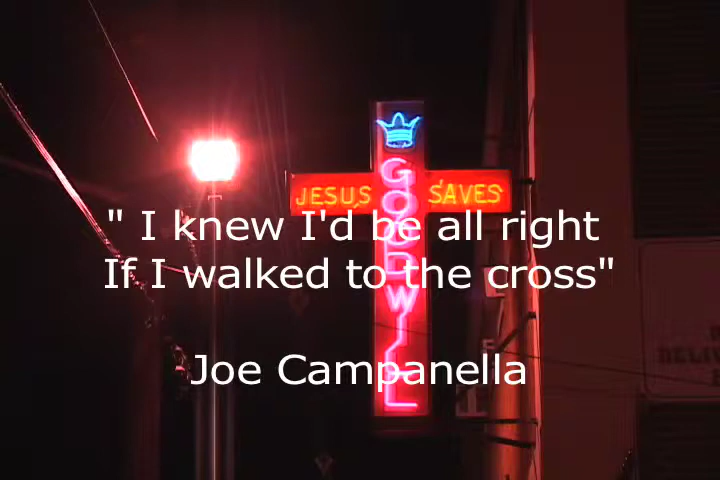 JESUS SAVES
GOODWILL
" I knew I'd be all right
If I walked to the cross"
Joe Campanella